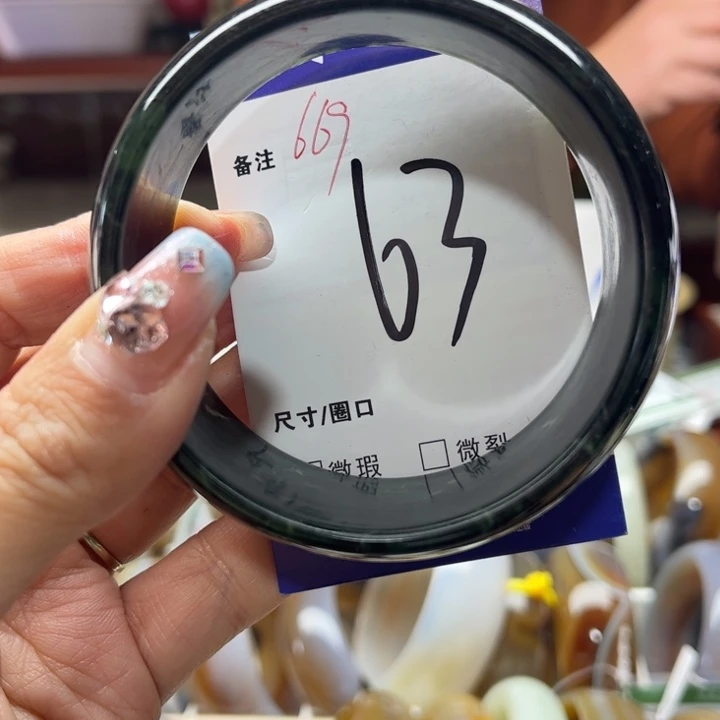 备注 669
63
尺寸/圈口
微瑕 □ 微裂